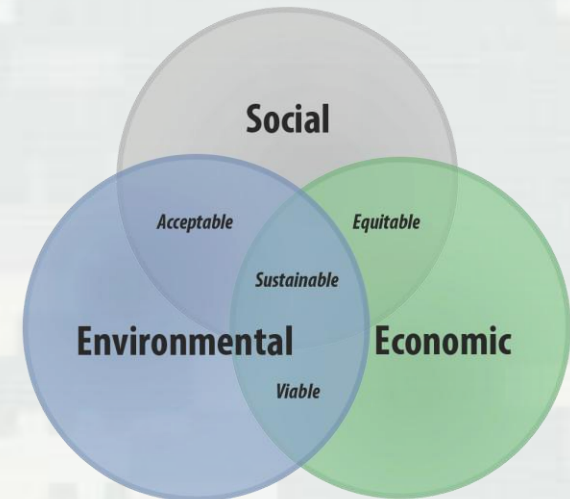 Social
Acceptable
Equitable
Sustainable
Environmental
Economic
Viable